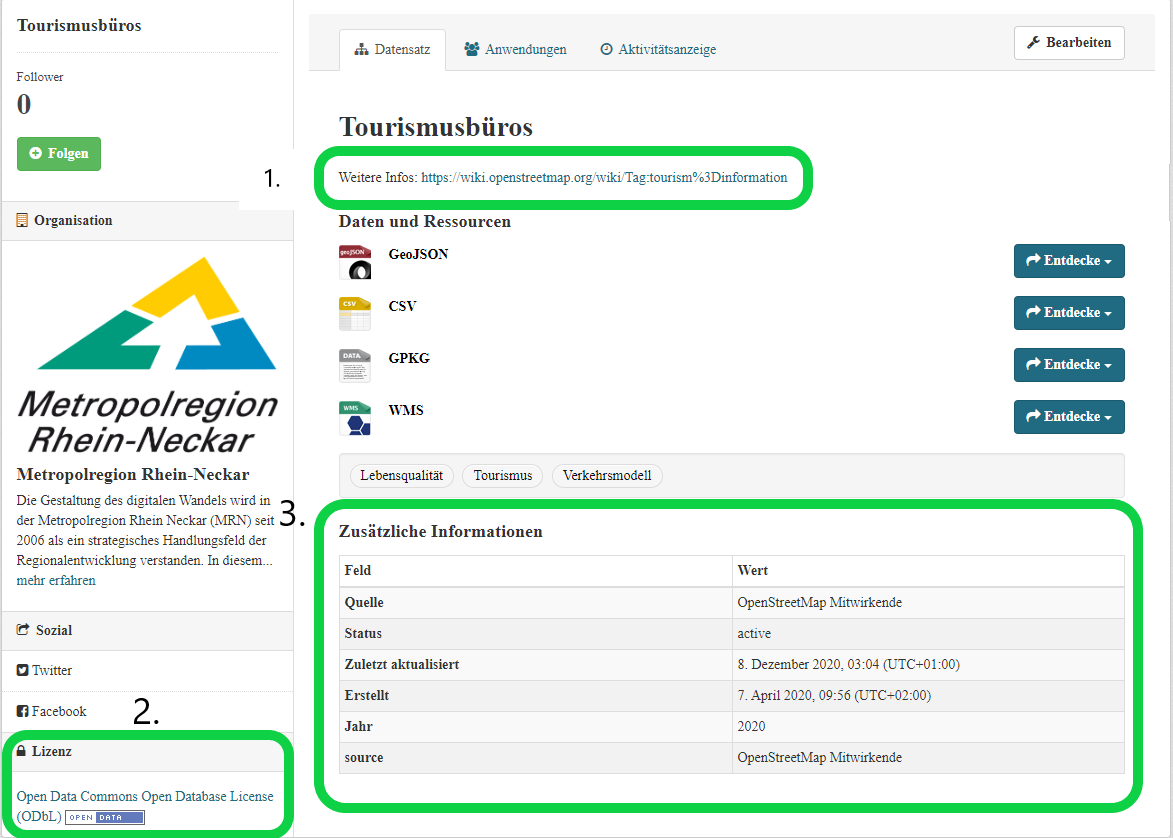 Tourismusbüros
Follower
0
Folgen
1.
Organisation
Metropolregion
Rhein-Neckar
Metropolregion Rhein-Neckar
Die Gestaltung des digitalen Wandels wird in
der Metropolregion Rhein Neckar (MRN) seit
2006 als ein strategisches Handlungsfeld der
Regionalentwicklung verstanden. In diesem...
mehr erfahren
Sozial
Twitter
Facebook
2.
Lizenz
Open Data Commons Open Database License
(ODbL) OPEN DATA
Datensatz Anwendungen Aktivitätsanzeige Bearbeiten
Tourismusbüros
Weitere Infos: https://wiki.openstreetmap.org/wiki/Tag:tourism%3Dinformation
Daten und Ressourcen
geoJSON GeoJSON Entdecke
CSV CSV Entdecke
DATA GPKG Entdecke
WMS WMS Entdecke
Lebensqualität Tourismus Verkehrsmodell
3.
Zusätzliche Informationen
Feld Wert
Quelle OpenStreetMap Mitwirkende
Status active
Zuletzt aktualisiert 8. Dezember 2020, 03:04 (UTC+01:00)
Erstellt 7. April 2020, 09:56 (UTC+02:00)
Jahr 2020
source OpenStreetMap Mitwirkende